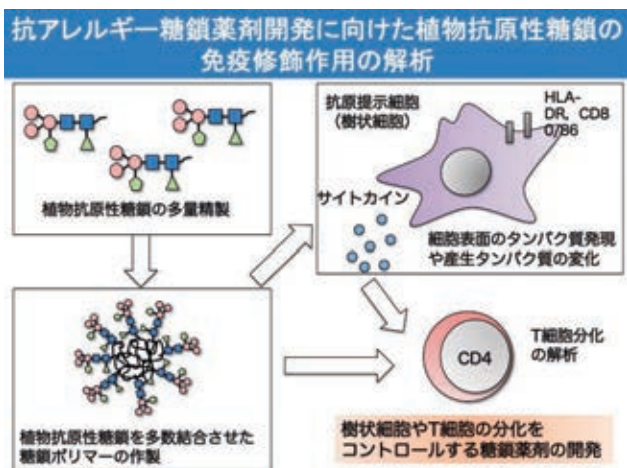 抗アレルギー糖鎖薬剤開発に向けた植物抗原性糖鎖の
免疫修飾作用の解析
植物抗原性糖鎖の多量精製
抗原提示細胞
（樹状細胞）
HLA-
DR，CD8
0/86
サイトカイン
細胞表面のタンパク質発現
や産生タンパク質の変化
植物抗原性糖鎖を多数結合させた
糖鎖ポリマーの作製
CD4
T細胞分化
の解析
樹状細胞やT細胞の分化を
コントロールする糖鎖薬剤の開発